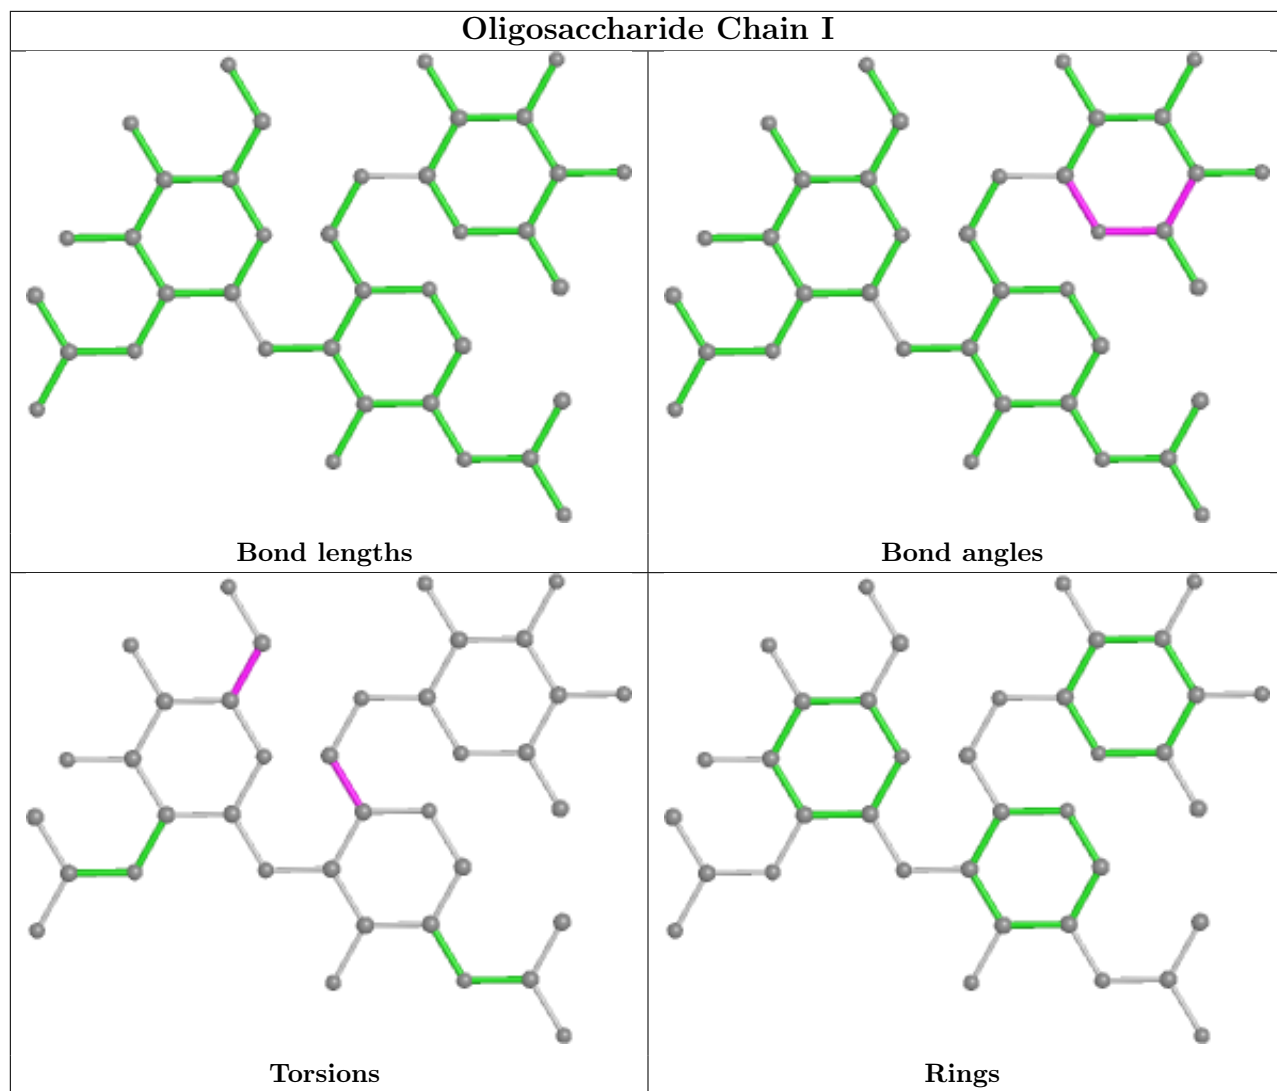 Oligosaccharide Chain I
Bond lengths
Bond angles
Torsions
Rings